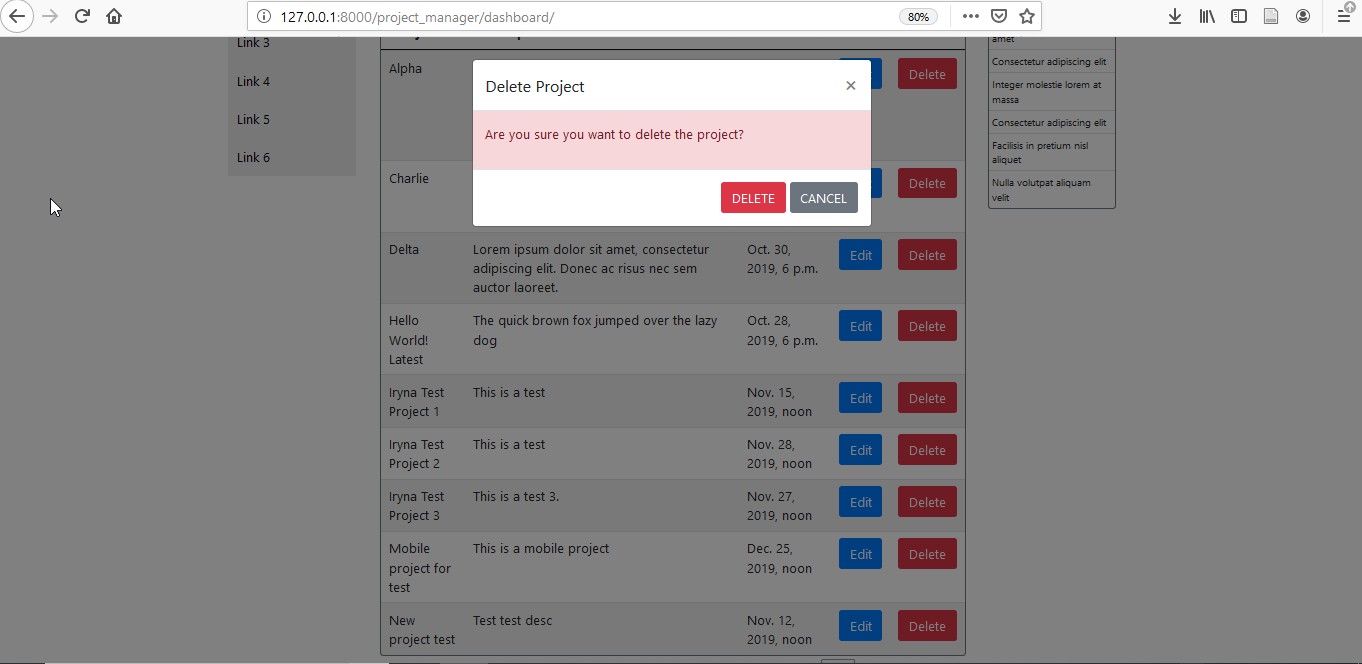 127.0.0.1:8000/project_manager/dashboard/
80%
Link 3
Link 4
Link 5
Link 6
Delete Project
×
Are you sure you want to delete the project?
DELETE
CANCEL
Alpha
Delete
Charlie
Delete
Delta
Lorem ipsum dolor sit amet, consectetur
adipiscing elit. Donec ac risus nec sem
auctor laoreet.
Oct. 30,
2019, 6 p.m.
Edit
Delete
Hello
World!
Latest
The quick brown fox jumped over the lazy
dog
Oct. 28,
2019, 6 p.m.
Edit
Delete
Iryna Test
Project 1
This is a test
Nov. 15,
2019, noon
Edit
Delete
Iryna Test
Project 2
This is a test
Nov. 28,
2019, noon
Edit
Delete
Iryna Test
Project 3
This is a test 3.
Nov. 27,
2019, noon
Edit
Delete
Mobile
project for
test
This is a mobile project
Dec. 25,
2019, noon
Edit
Delete
New
project test
Test test desc
Nov. 12,
2019, noon
Edit
Delete
amet
Consectetur adipiscing elit
Integer molestie lorem at
massa
Consectetur adipiscing elit
Facilisis in pretium nisl
aliquet
Nulla volutpat aliquam
velit